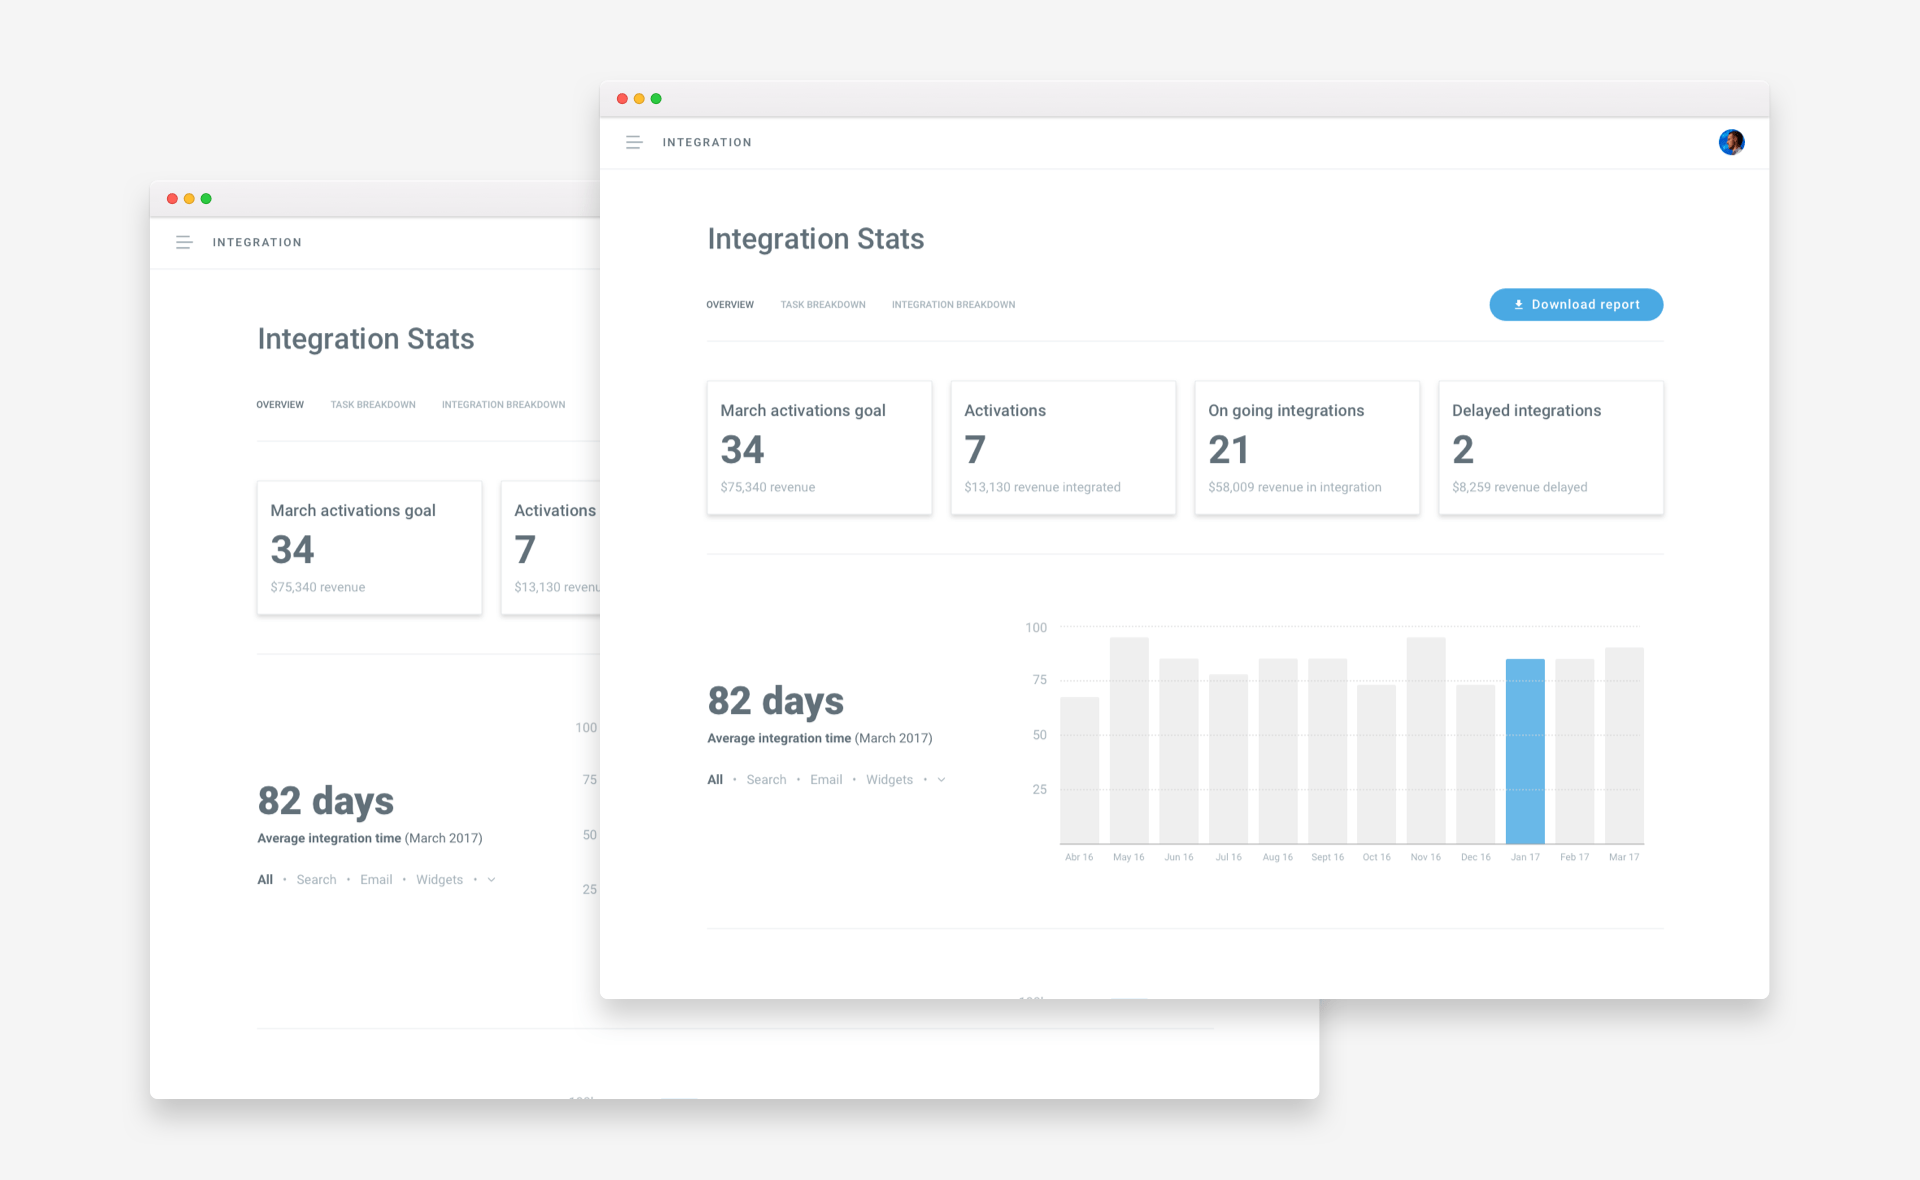 INTEGRATION
Integration Stats
OVERVIEW TASK BREAKDOWN INTEGRATION BREAKDOWN
Download report
March activations goal
34
$75,340 revenue
Activations
7
$13,130 revenue integrated
On going integrations
21
$58,009 revenue in integration
Delayed integrations
2
$8,259 revenue delayed
82 days
Average integration time (March 2017)
All • Search • Email • Widgets •
100
75
50
25
Abr 16 May 16 Jun 16 Jul 16 Aug 16 Sept 16 Oct 16 Nov 16 Dec 16 Jan 17 Feb 17 Mar 17
INTEGRATION
Integration Stats
OVERVIEW TASK BREAKDOWN INTEGRATION BREAKDOWN
March activations goal
34
$75,340 revenue
Activations
7
$13,130
82 days
Average integration time (March 2017)
All • Search • Email • Widgets •
100
75
50
25